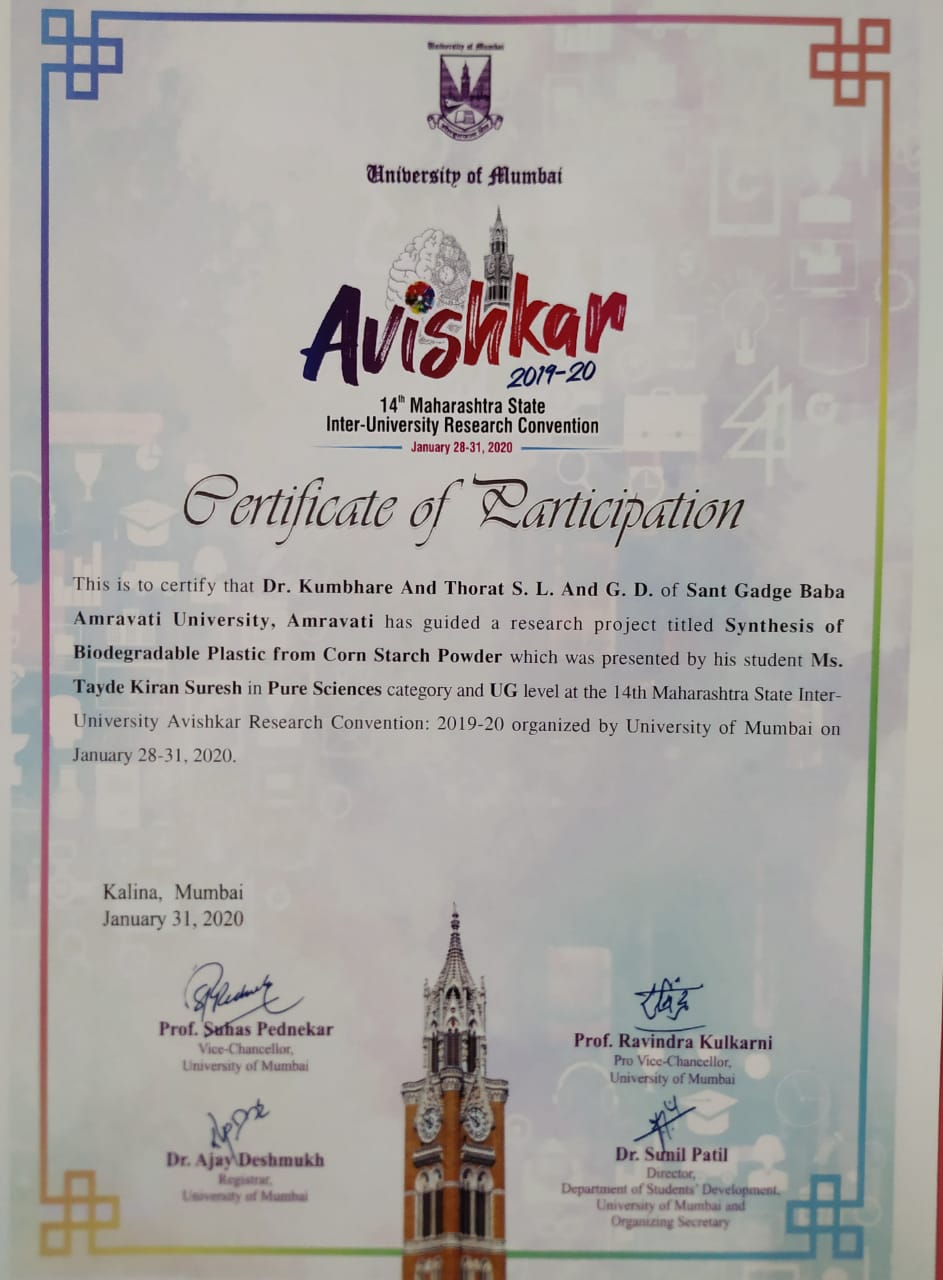 University of Mumbai
University of Mumbai
Avishkar
2019-20
14th Maharashtra State
Inter-University Research Convention
January 28-31, 2020
Certificate of Participation
This is to certify that Dr. Kumbhare And Thorat S. L. And G. D. of Sant Gadge Baba
Amravati University, Amravati has guided a research project titled Synthesis of
Biodegradable Plastic from Corn Starch Powder which was presented by his student Ms.
Tayde Kiran Suresh in Pure Sciences category and UG level at the 14th Maharashtra State Inter-
University Avishkar Research Convention: 2019-20 organized by University of Mumbai on
January 28-31, 2020.
Kalina, Mumbai
January 31, 2020
Prof. Suhas Pednekar
Vice-Chancellor,
University of Mumbai
Prof. Ravindra Kulkarni
Pro Vice-Chancellor,
University of Mumbai
Dr. Ajay Deshmukh
Registrar,
University of Mumbai
Dr. Sunil Patil
Director,
Department of Students' Development,
University of Mumbai and
Organizing Secretary